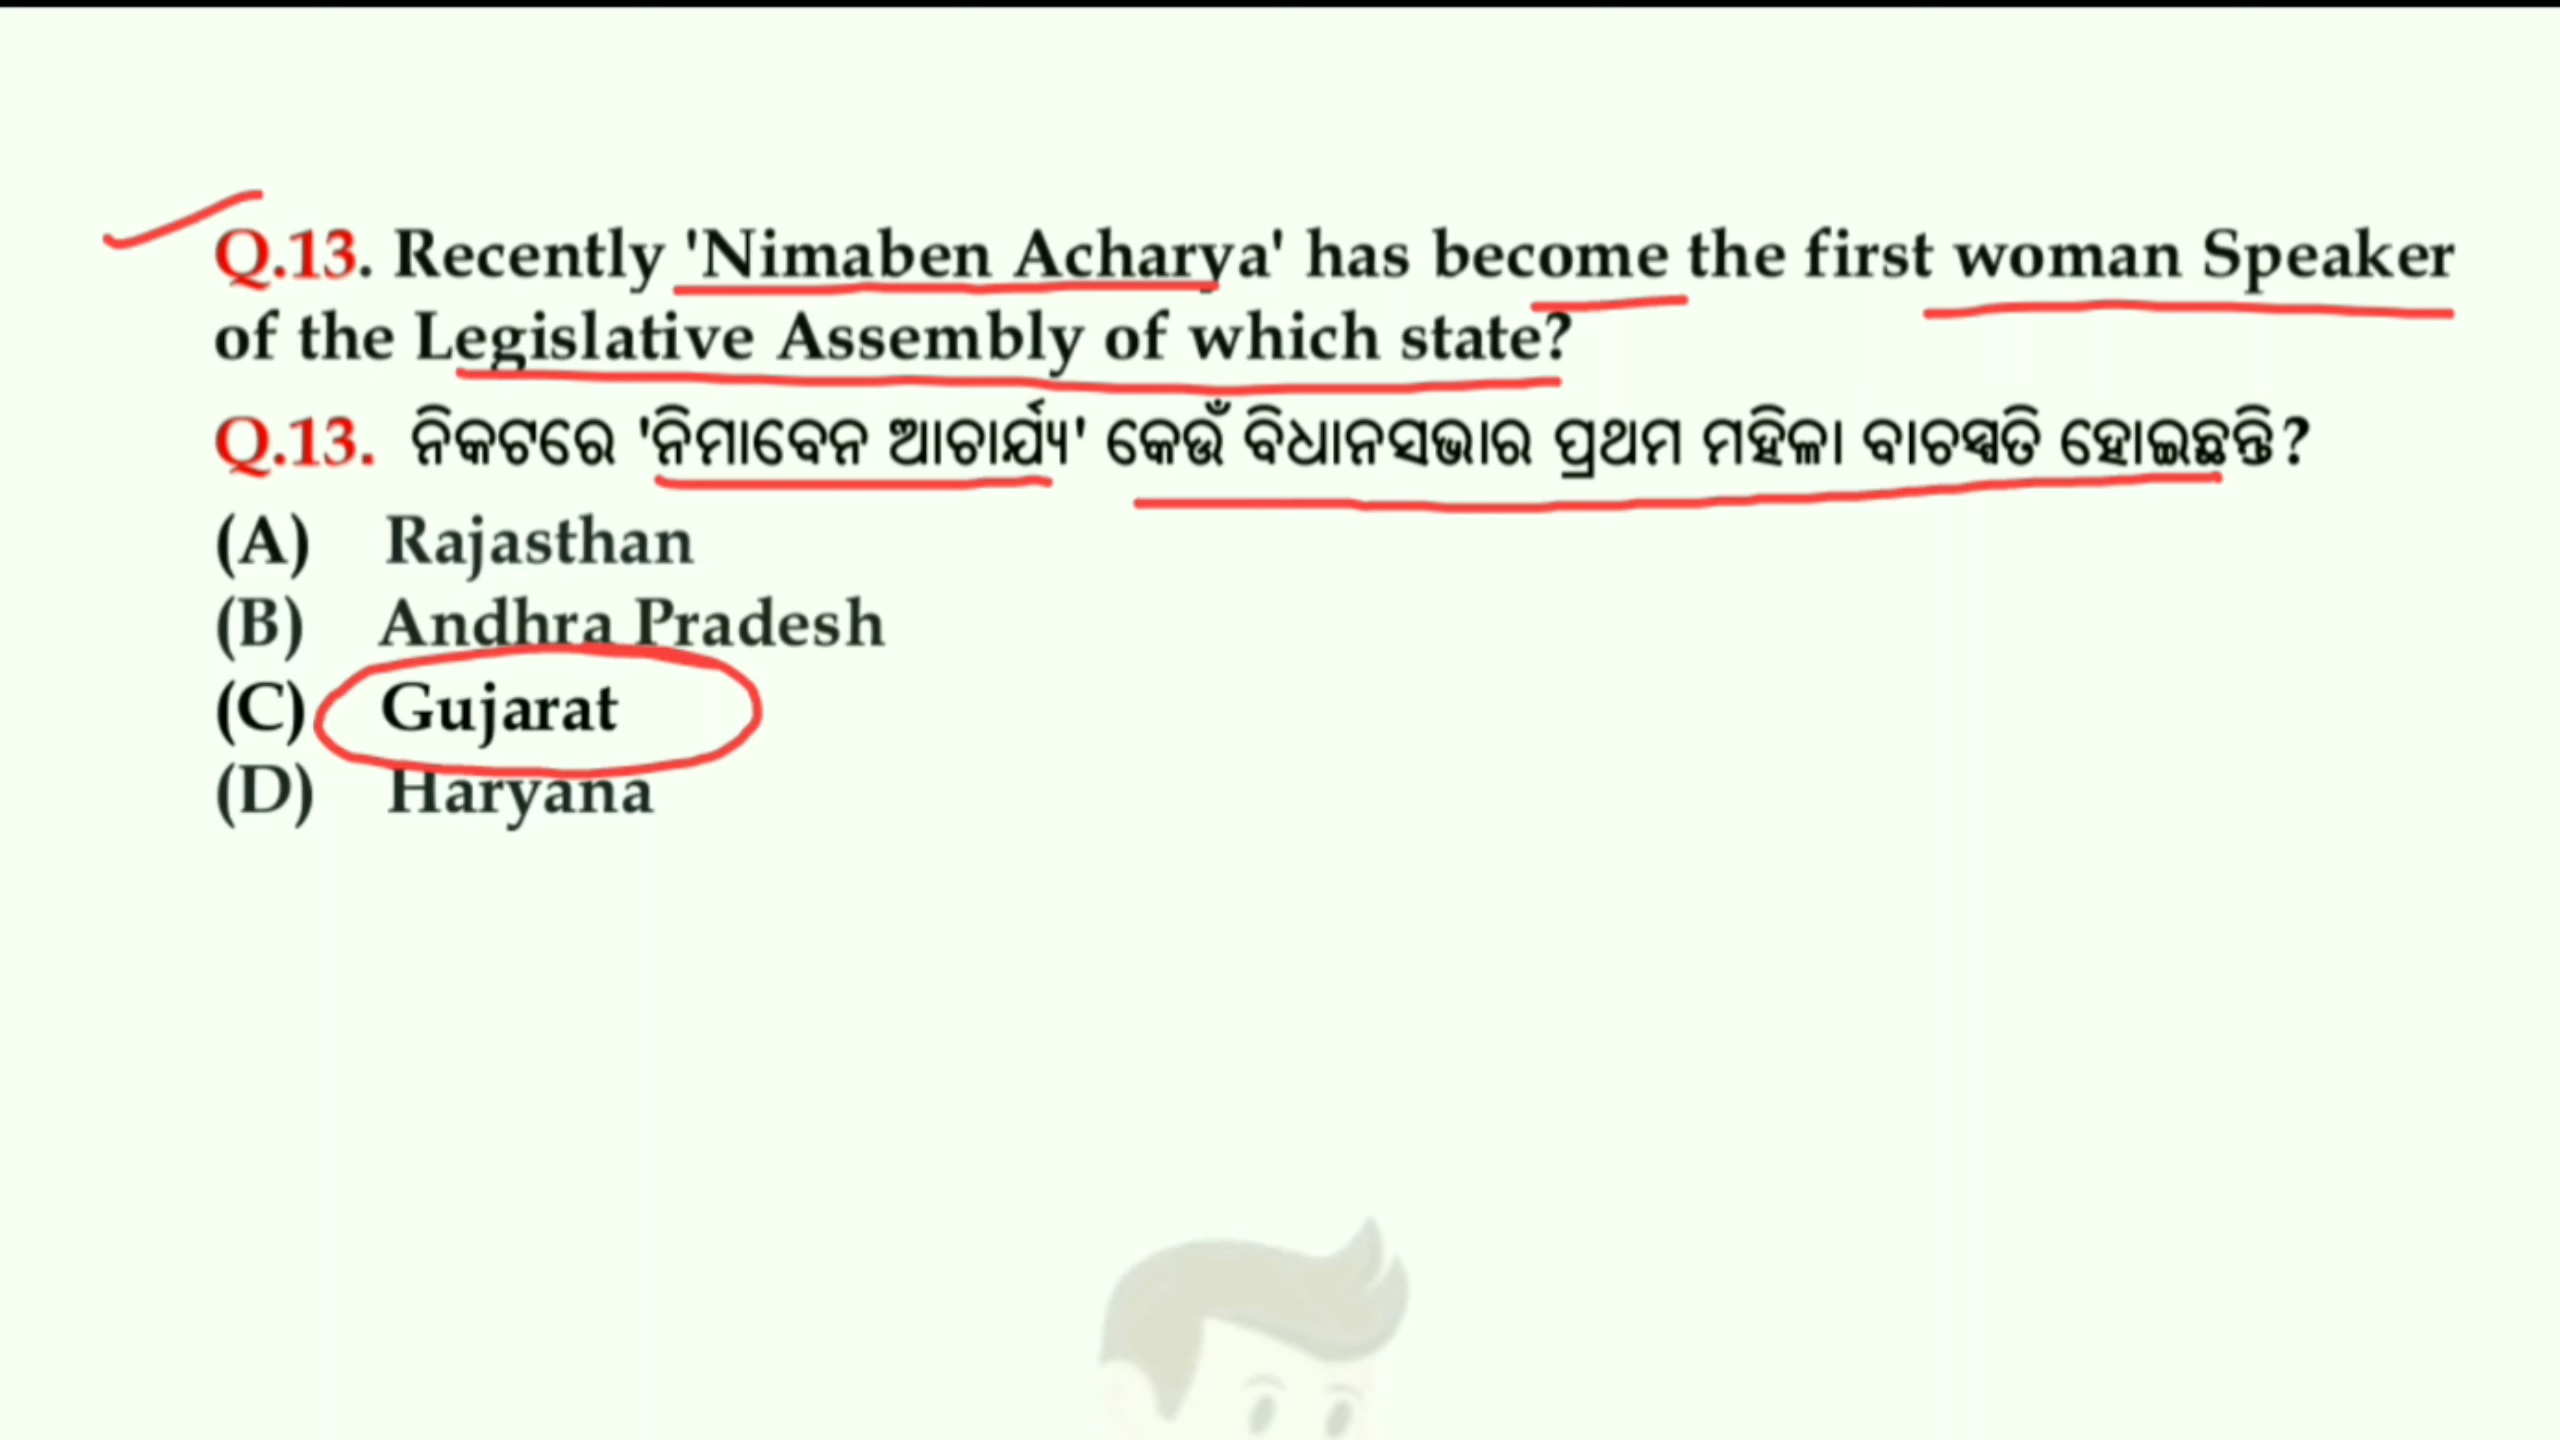 Q.13. Recently 'Nimaben Acharya' has become the first woman Speaker
of the Legislative Assembly of which state?
Q.13. ନିକଟରେ 'ନିମାବେନ ଆଚାର୍ଯ୍ୟ' କେଉଁ ବିଧାନସଭାର ପ୍ରଥମ ମହିଳା ବାଚସ୍ପତି ହୋଇଛନ୍ତି?
(A) Rajasthan
(B) Andhra Pradesh
(C) Gujarat
(D) Haryana